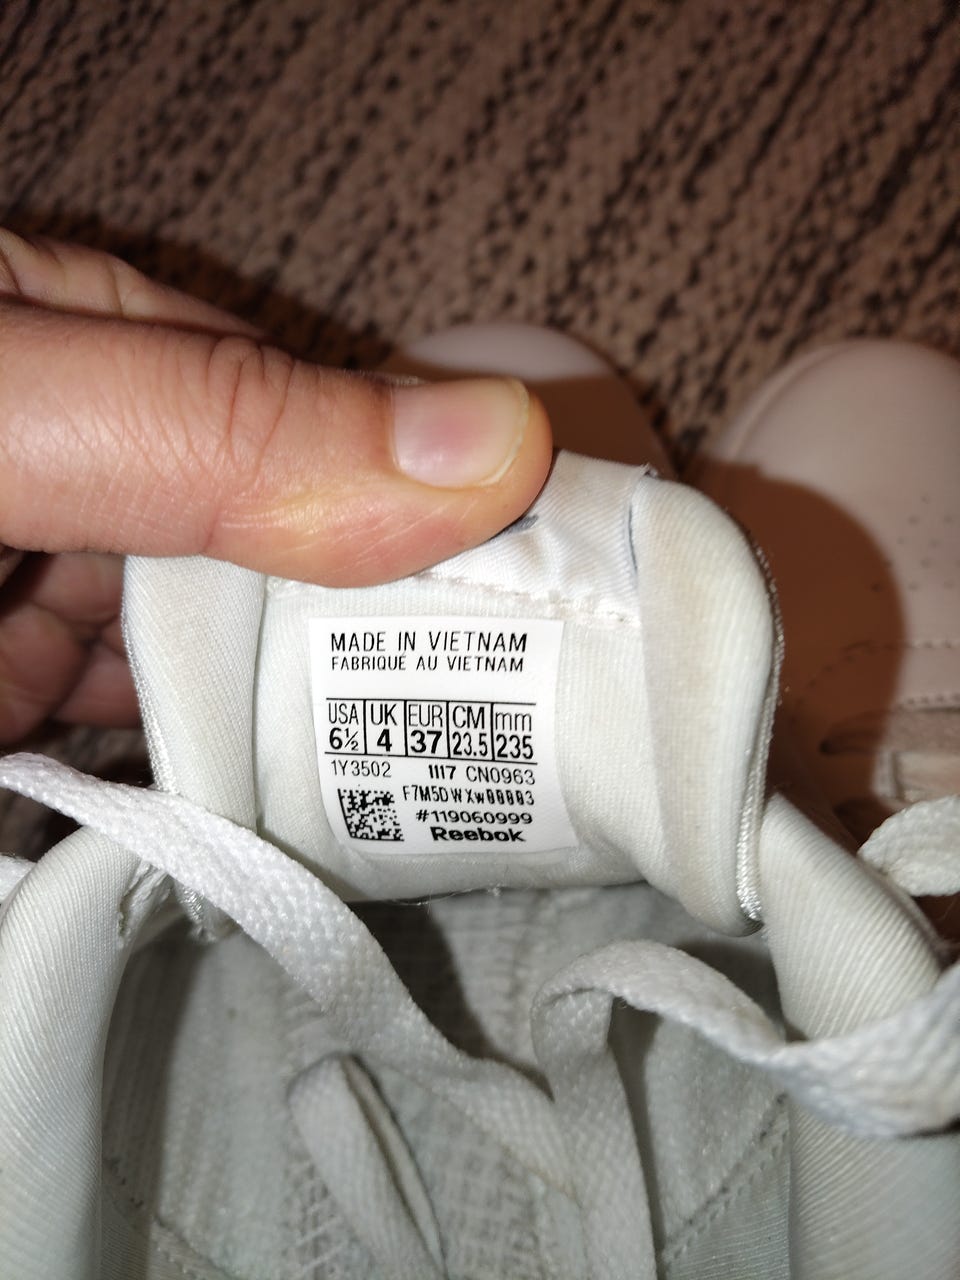 MADE IN VIETNAM
FABRIQUÉ AU VIETNAM
USA UK EUR CM mm
6½ 4 37 23.5 235
1Y3502 1117 CN0963
#119060999
Reebok